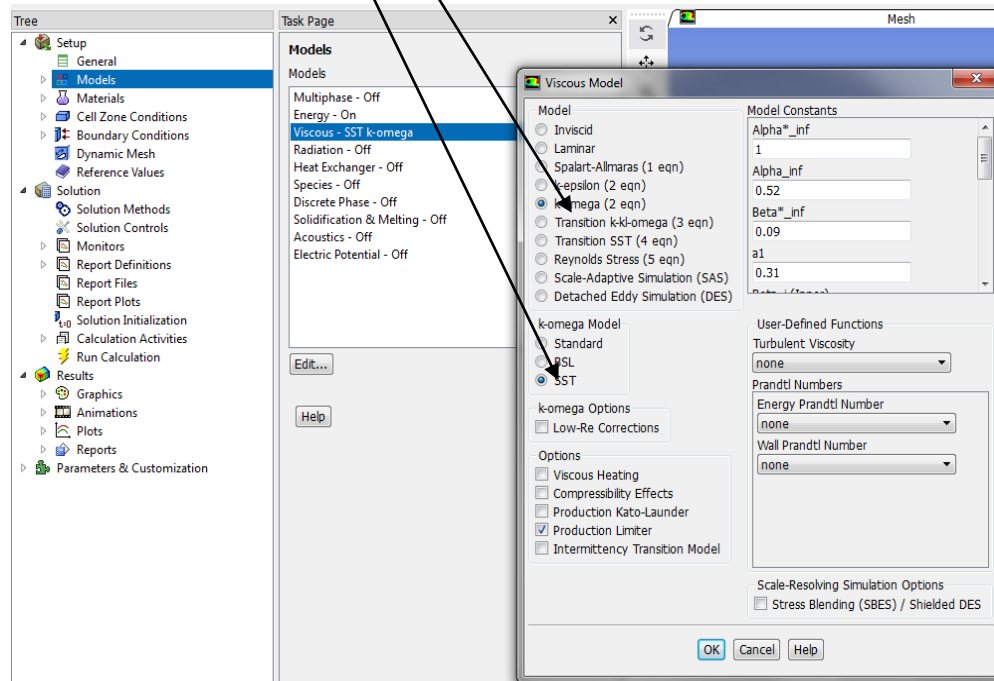 Tree
Setup
General
Models
Materials
Cell Zone Conditions
Boundary Conditions
Dynamic Mesh
Reference Values
Solution
Solution Methods
Solution Controls
Monitors
Report Definitions
Report Files
Report Plots
t=0 Solution Initialization
Calculation Activities
Run Calculation
Results
Graphics
Animations
Plots
Reports
Parameters & Customization
Task Page
Models
Models
Multiphase - Off
Energy - On
Viscous - SST k-omega
Radiation - Off
Heat Exchanger - Off
Species - Off
Discrete Phase - Off
Solidification & Melting - Off
Acoustics - Off
Electric Potential - Off
Edit...
Help
Mesh
Viscous Model
Model
Inviscid
Laminar
Spalart-Allmaras (1 eqn)
k-epsilon (2 eqn)
k-omega (2 eqn)
Transition k-kl-omega (3 eqn)
Transition SST (4 eqn)
Reynolds Stress (5 eqn)
Scale-Adaptive Simulation (SAS)
Detached Eddy Simulation (DES)
k-omega Model
Standard
BSL
SST
k-omega Options
Low-Re Corrections
Options
Viscous Heating
Compressibility Effects
Production Kato-Launder
Production Limiter
Intermittency Transition Model
Model Constants
Alpha*_inf
1
Alpha_inf
0.52
Beta*_inf
0.09
a1
0.31
User-Defined Functions
Turbulent Viscosity
none
Prandtl Numbers
Energy Prandtl Number
none
Wall Prandtl Number
none
Scale-Resolving Simulation Options
Stress Blending (SBES) / Shielded DES
OK
Cancel
Help